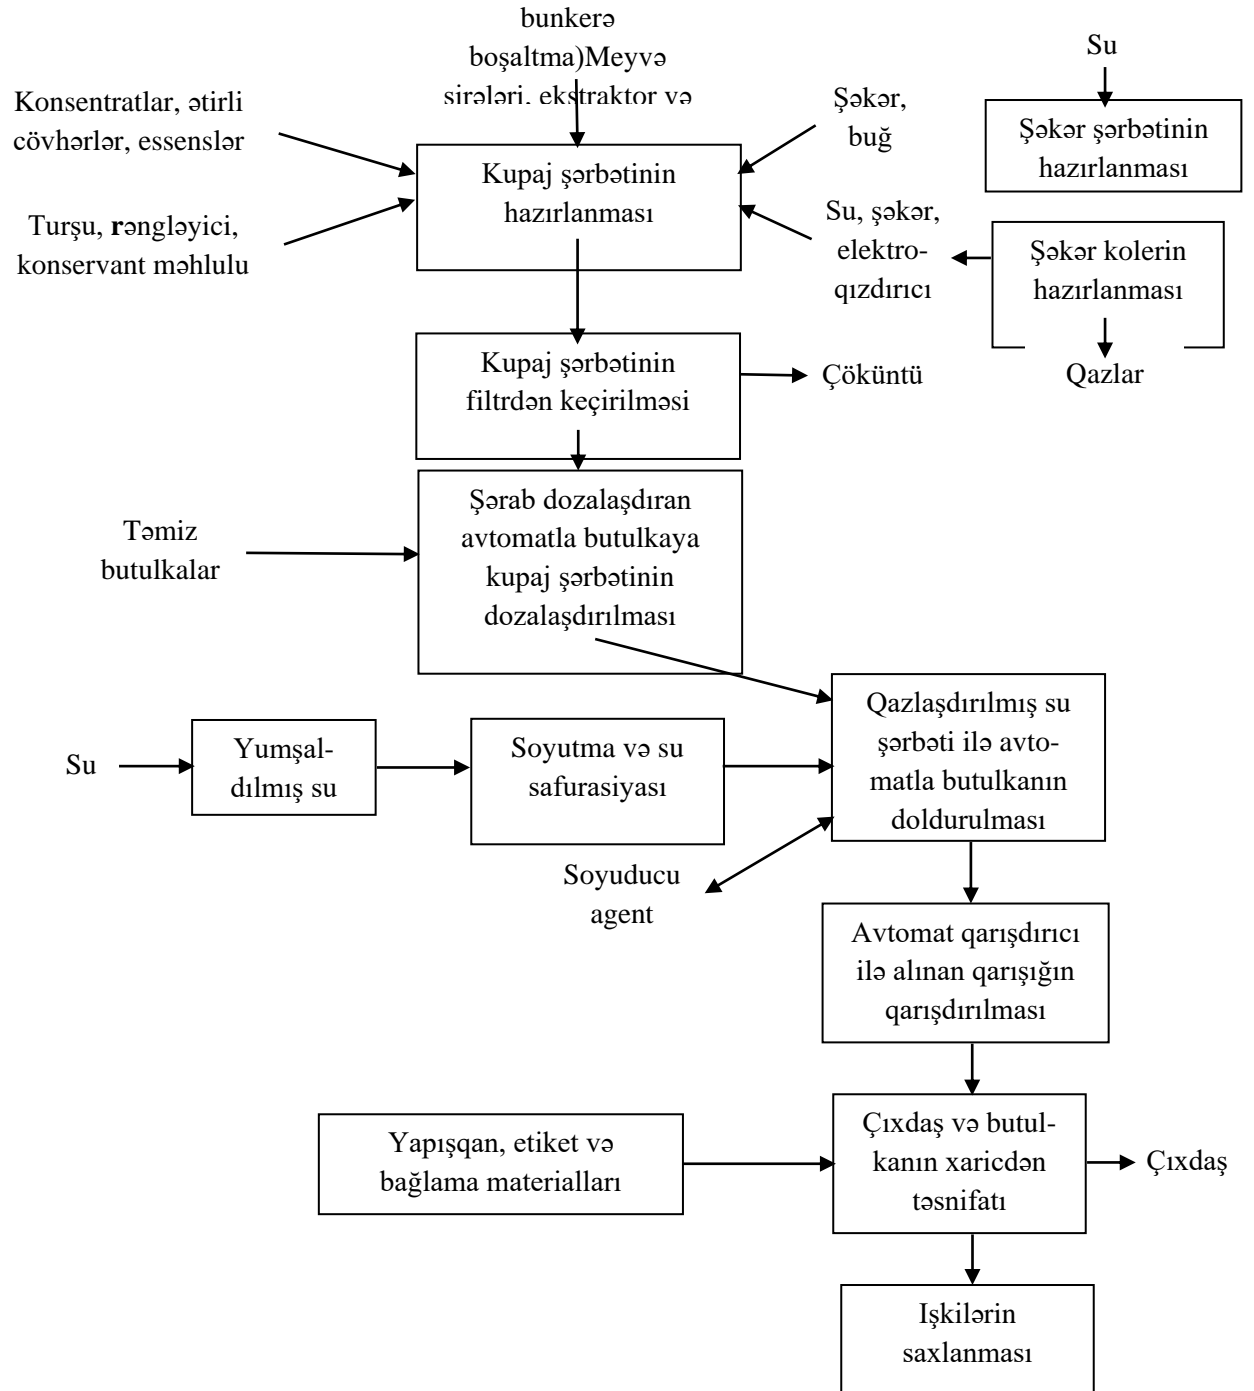 bunkerə
boşaltma)Meyvə
şirələri, ekstraktor və
Su
Konsentratlar, ətirli
cövhərlər, essenslər
Şəkər,
buğ
Şəkər şərbətinin
hazırlanması
Kupaj şərbətinin
hazırlanması
Turşu, rəngləyici,
konservant məhlulu
Su, şəkər,
elektro-
qızdırıcı
Şəkər kolerin
hazırlanması
Kupaj şərbətinin
filtrdən keçirilməsi
Çöküntü
Qazlar
Şərab dozalaşdıran
avtomatla butulkaya
kupaj şərbətinin
dozalaşdırılması
Təmiz
butulkalar
Qazlaşdırılmış su
şərbəti ilə avto-
matla butulkanın
doldurulması
Su
Yumşal-
dılmış su
Soyutma və su
safurasiyası
Soyuducu
agent
Avtomat qarışdırıcı
ilə alınan qarışığın
qarışdırılması
Yapışqan, etiket və
bağlama materialları
Çıxdaş və butul-
kanın xaricdən
təsnifatı
Çıxdaş
Işkilərin
saxlanması